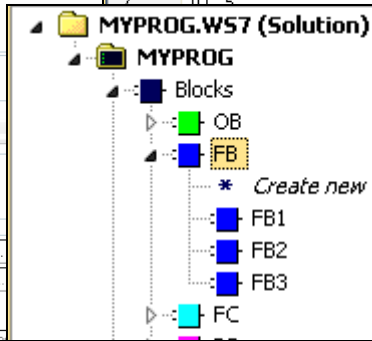 MYPROG.WS7 (Solution)
MYPROG
Blocks
OB
FB
* Create new
FB1
FB2
FB3
FC